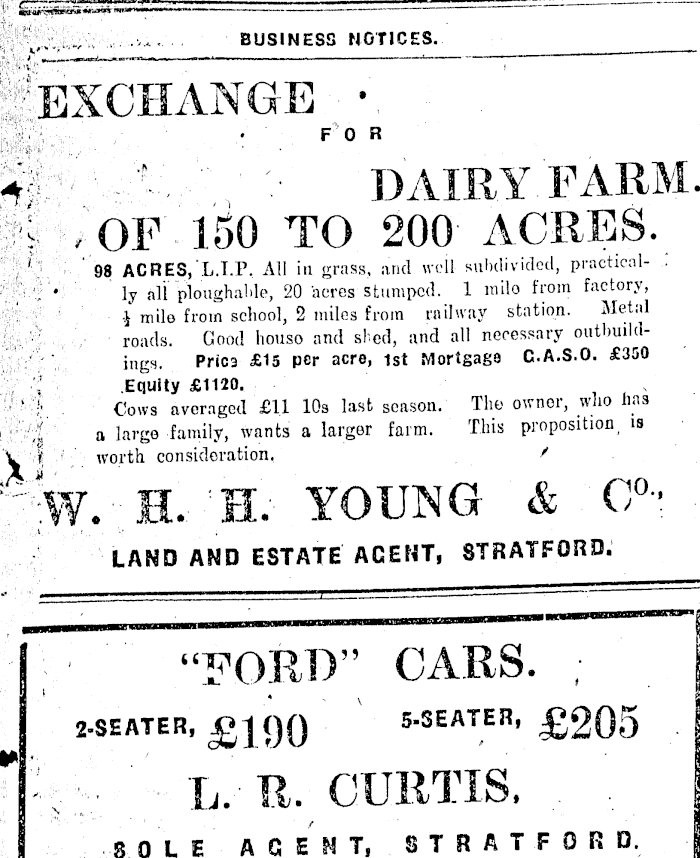 BUSINESS NOTICES.
EXCHANGE
FOR
DAIRY FARM.
OF 150 TO 200 ACRES.
98 ACRES, L.I.P. All in grass, and well subdivided, practical-
ly all ploughable, 20 acres stumped. 1 mile from factory,
½ mile from school, 2 miles from railway station. Metal
roads. Good house and shed, and all necessary outbuild-
ings. Price £15 per acre, 1st Mortgage G.A.S.O. £350
Equity £1120.
Cows averaged £11 10s last season. The owner, who has
a large family, wants a larger farm. This proposition is
worth consideration.
W. H. H. YOUNG & Co.,
LAND AND ESTATE AGENT, STRATFORD.
"FORD" CARS.
2-SEATER, £190 5-SEATER, £205
L. R. CURTIS,
SOLE AGENT, STRATFORD.